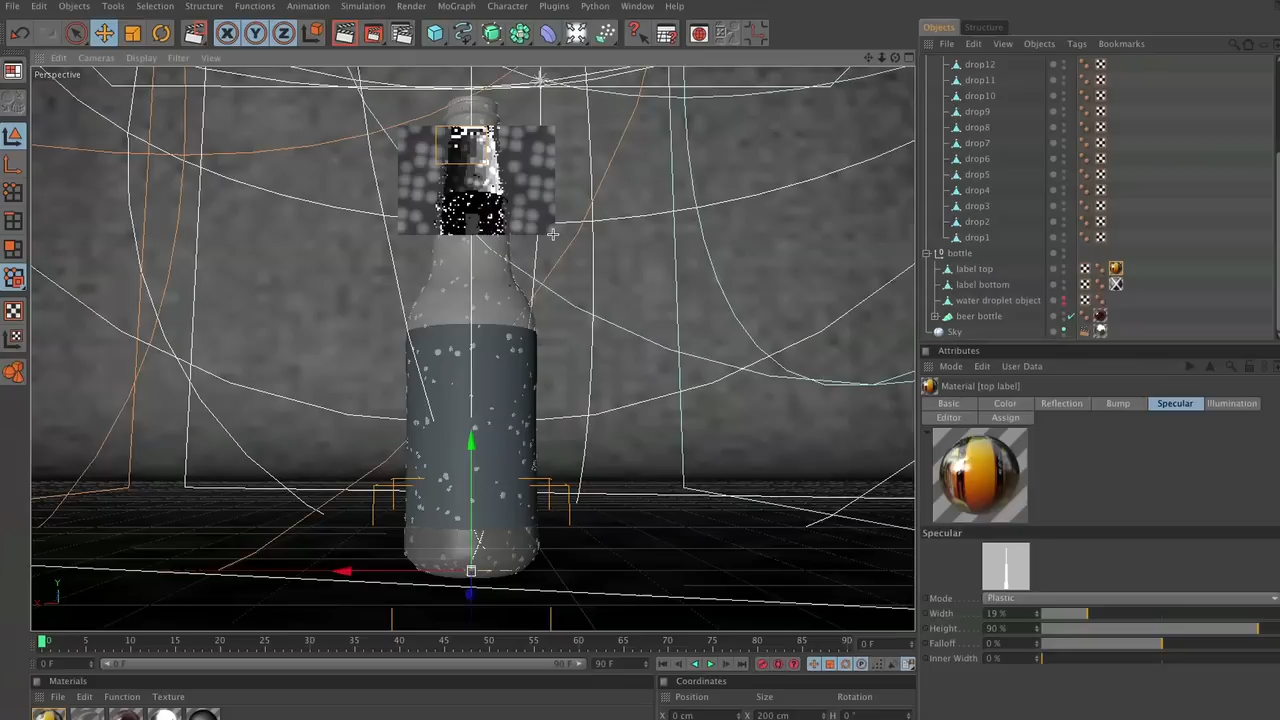 File Edit Objects Tools Selection Structure Functions Animation Simulation Render MoGraph Character Plugins Python Window Help
Objects Structure
Edit Cameras Display Filter View
File Edit View Objects Tags Bookmarks
Perspective
drop12
drop11
drop10
drop9
drop8
drop7
drop6
drop5
drop4
drop3
drop2
drop1
bottle
label top
label bottom
water droplet object
beer bottle
Sky
Attributes
Mode Edit User Data
Material [top label]
Basic Color Reflection Bump Specular Illumination
Editor Assign
Specular
Mode Plastic
Width 19 %
Height 90 %
Falloff 0 %
Inner Width 0 %
Y
X
0 5 10 15 20 25 30 35 40 45 50 55 60 65 70 75 80 85 90 0 F
0 F 0 F 90 F 90 F
Materials
File Edit Function Texture
Coordinates
Position Size Rotation
X 0 cm X 200 cm H 0 °